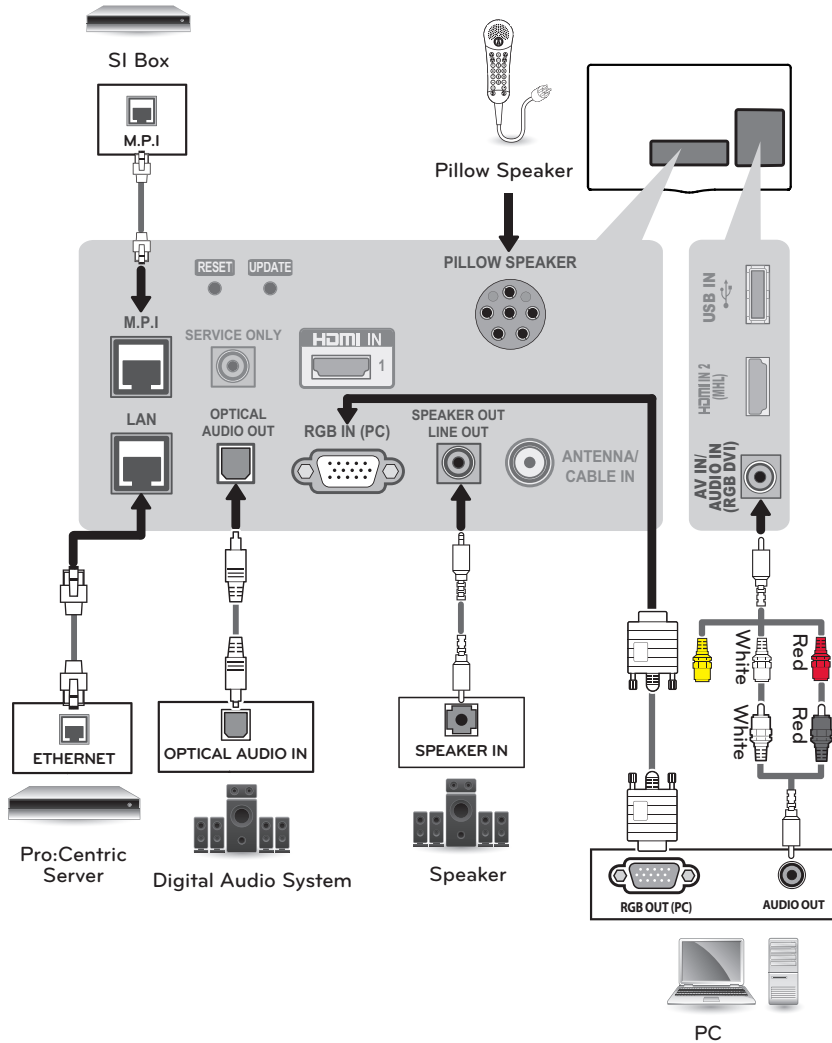 SI Box
M.P.I
Pillow Speaker
RESET
UPDATE
PILLOW SPEAKER
M.P.I
SERVICE ONLY
HDMI IN
1
LAN
OPTICAL
AUDIO OUT
RGB IN (PC)
SPEAKER OUT
LINE OUT
ANTENNA/
CABLE IN
USB IN
HDMI IN 2
(MHL)
AV IN/
AUDIO IN
(RGB DVI)
White
Red
White
Red
ETHERNET
OPTICAL AUDIO IN
SPEAKER IN
Pro:Centric
Server
Digital Audio System
Speaker
RGB OUT (PC)
AUDIO OUT
PC